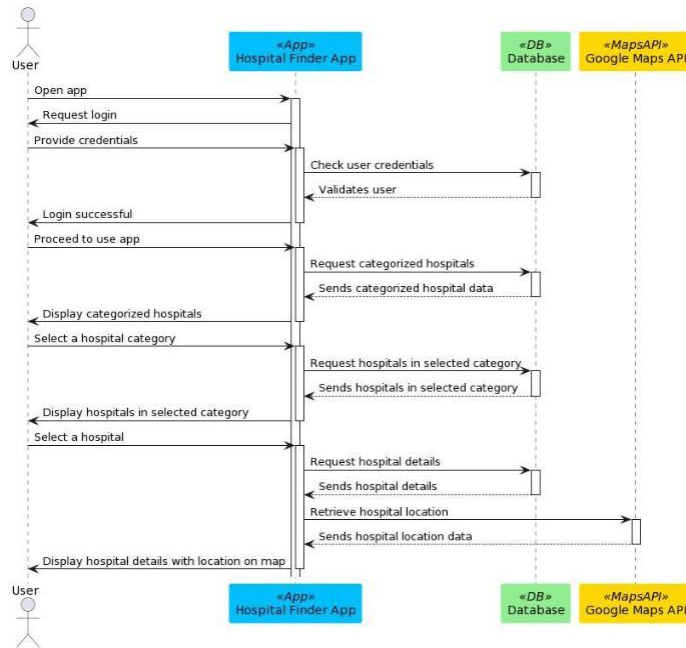 User
«App»
Hospital Finder App
«DB»
Database
«MapsAPI»
Google Maps API
Open app
Request login
Provide credentials
Check user credentials
Validates user
Login successful
Proceed to use app
Request categorized hospitals
Sends categorized hospital data
Display categorized hospitals
Select a hospital category
Request hospitals in selected category
Sends hospitals in selected category
Display hospitals in selected category
Select a hospital
Request hospital details
Sends hospital details
Retrieve hospital location
Sends hospital location data
Display hospital details with location on map
User
«App»
Hospital Finder App
«DB»
Database
«MapsAPI»
Google Maps API